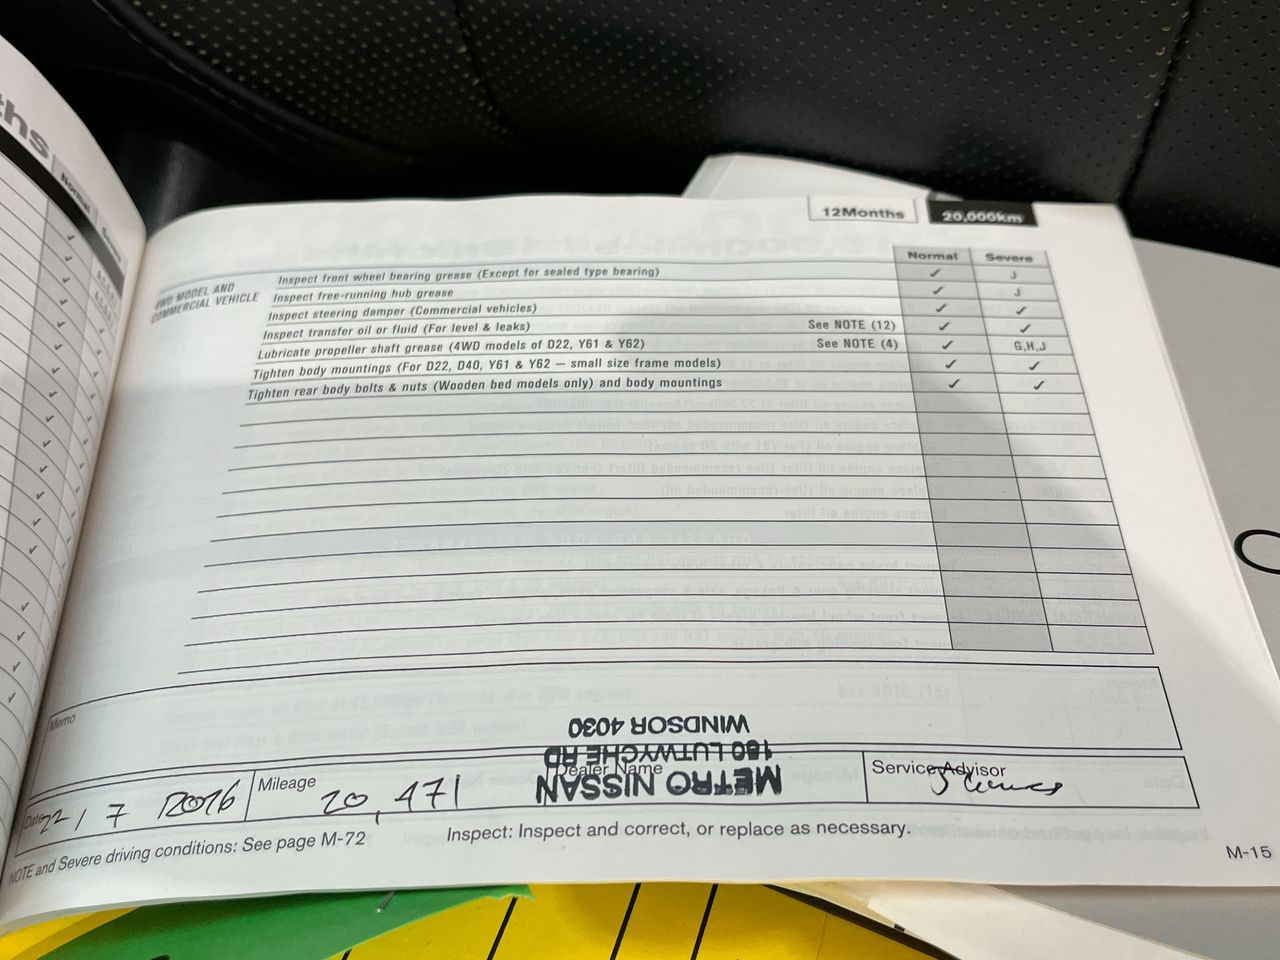 ths
Normal
12Months 20,000km
Normal Severe
4WD MODEL AND COMMERCIAL VEHICLE
Inspect front wheel bearing grease (Except for sealed type bearing) ✓ J
Inspect free-running hub grease ✓ J
Inspect steering damper (Commercial vehicles) ✓ ✓
Inspect transfer oil or fluid (For level & leaks) See NOTE (12) ✓ ✓
Lubricate propeller shaft grease (4WD models of D22, Y61 & Y62) See NOTE (4) ✓ G,H,J
Tighten body mountings (For D22, D40, Y61 & Y62 – small size frame models) ✓ ✓
Tighten rear body bolts & nuts (Wooden bed models only) and body mountings ✓ ✓
Memo
METRO NISSAN
180 LUTWYCHE RD
WINDSOR 4030
Date 22 / 7 / 2016
Mileage 20,471
Dealer Name
Service Advisor
NOTE and Severe driving conditions: See page M-72
Inspect: Inspect and correct, or replace as necessary.
M-15